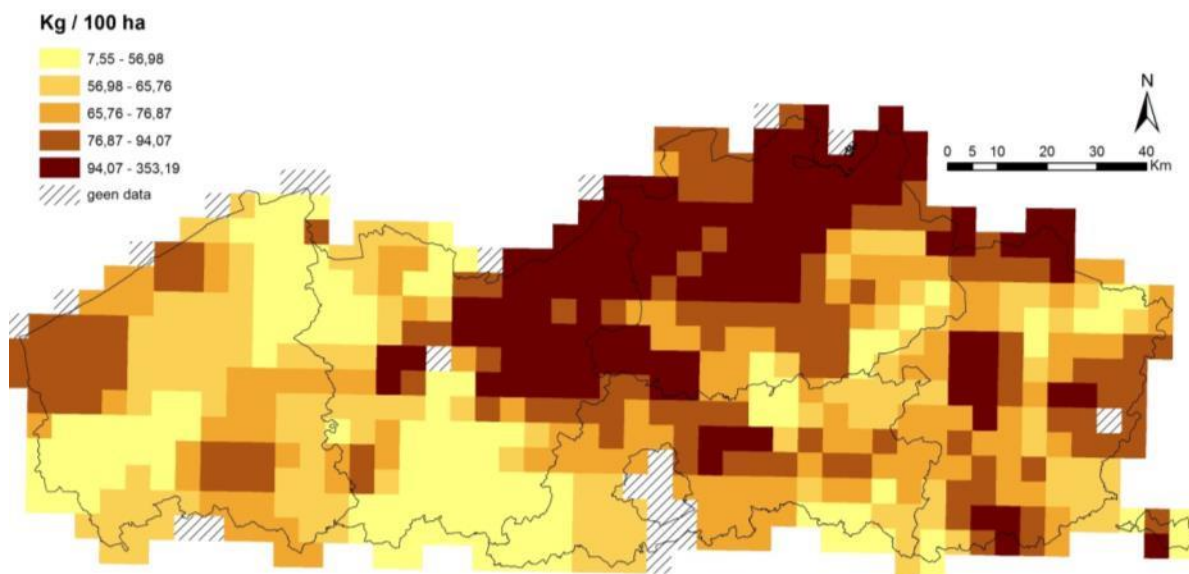 Kg / 100 ha
7,55 - 56,98
56,98 - 65,76
65,76 - 76,87
76,87 - 94,07
94,07 - 353,19
geen data
N
0 5 10 20 30 40
Km